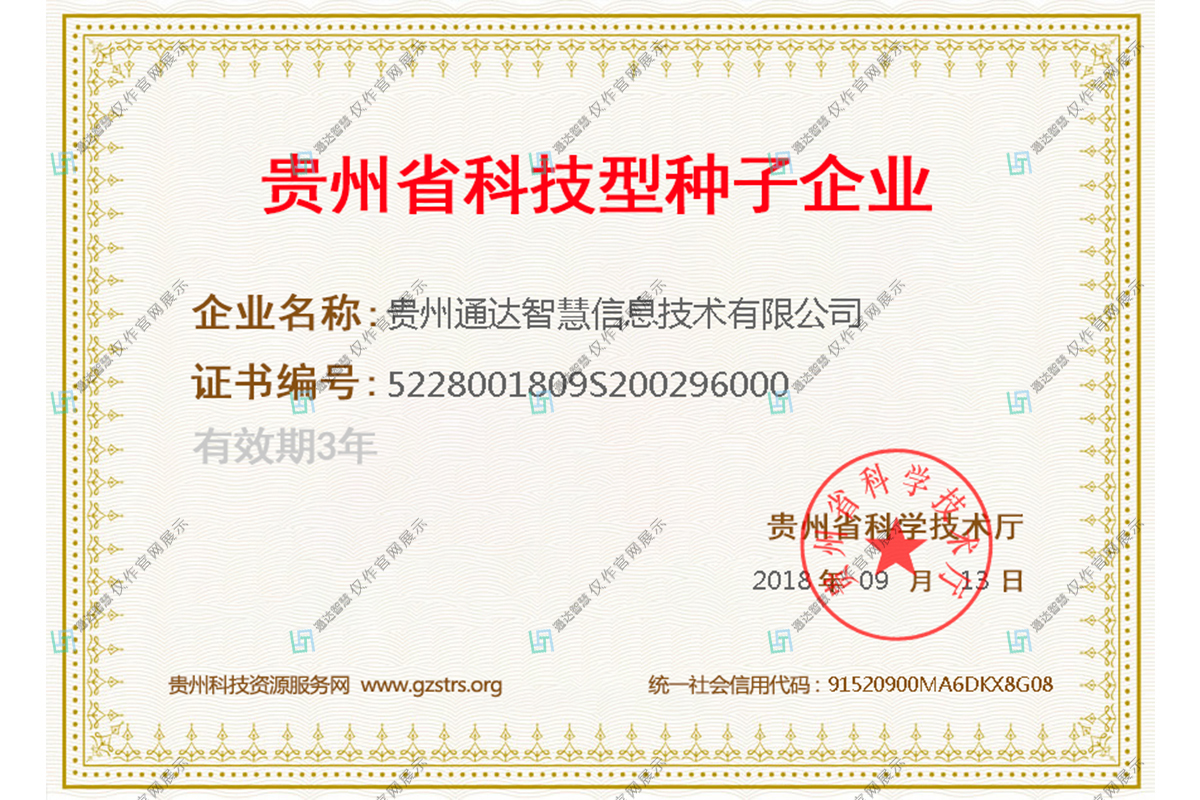 贵州省科技型种子企业
企业名称：贵州通达智慧信息技术有限公司
证书编号：5228001809S200296000
有效期3年
贵州省科学技术厅
贵州省科学技术厅
2018 年 09 月 13 日
贵州科技资源服务网 www.gzstrs.org
统一社会信用代码：91520900MA6DKX8G08
通达智慧 仅作官网展示